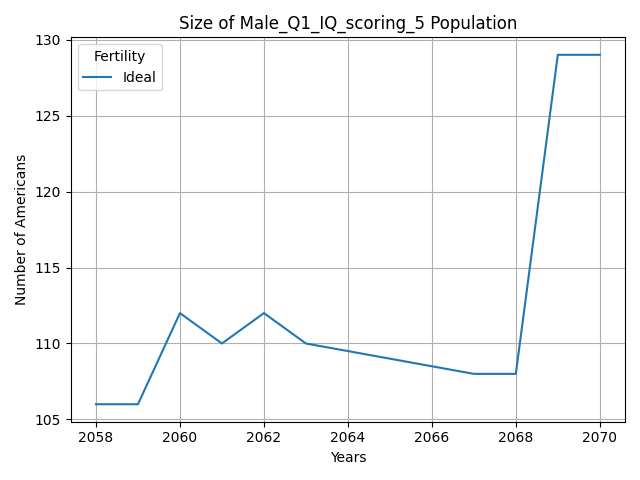 Size of Male_Q1_IQ_scoring_5 Population
Fertility
Ideal
130
125
120
115
110
105
Number of Americans
2058
2060
2062
2064
2066
2068
2070
Years